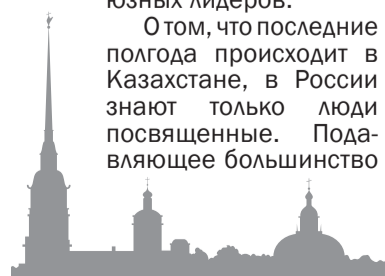 юзных лидеров.
О том, что последние
полгода происходит в
Казахстане, в России
знают только люди
посвященные. Пода-
вляющее большинство